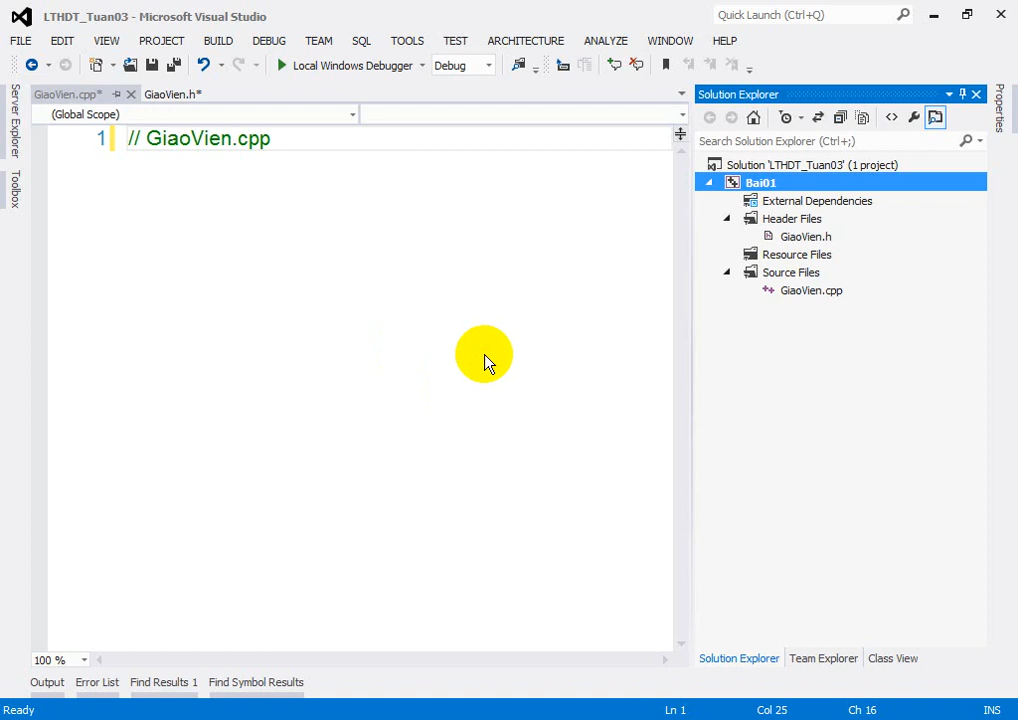 LTHDT_Tuan03 - Microsoft Visual Studio
Quick Launch (Ctrl+Q)
FILE EDIT VIEW PROJECT BUILD DEBUG TEAM SQL TOOLS TEST ARCHITECTURE ANALYZE WINDOW HELP
Local Windows Debugger Debug
Server Explorer
Toolbox
GiaoVien.cpp* GiaoVien.h*
(Global Scope)
1 // GiaoVien.cpp
100 %
Solution Explorer
Search Solution Explorer (Ctrl+;)
Solution 'LTHDT_Tuan03' (1 project)
Bai01
External Dependencies
Header Files
GiaoVien.h
Resource Files
Source Files
GiaoVien.cpp
Solution Explorer Team Explorer Class View
Properties
Output Error List Find Results 1 Find Symbol Results
Ready Ln 1 Col 25 Ch 16 INS